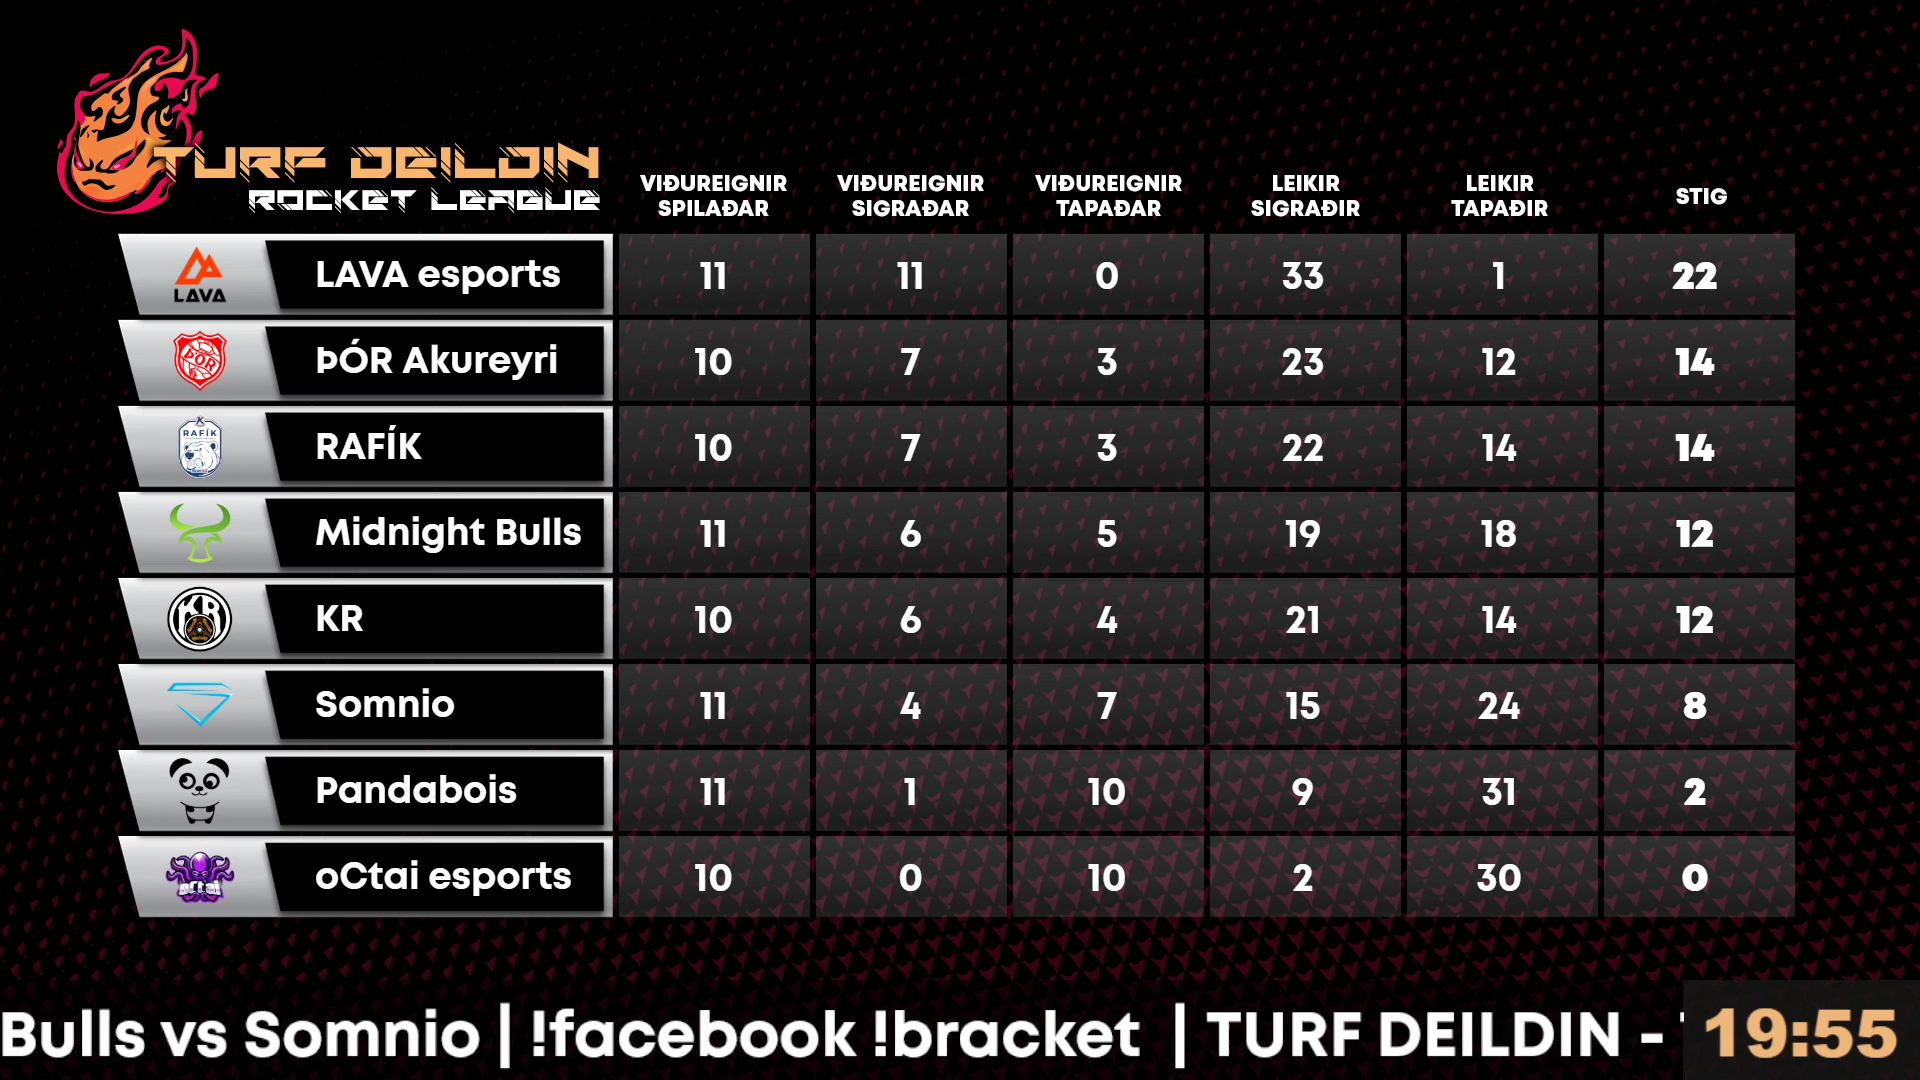 TURF DEILDIN
ROCKET LEAGUE
VIÐUREIGNIR SPILAÐAR VIÐUREIGNIR SIGRAÐAR VIÐUREIGNIR TAPAÐAR LEIKIR SIGRAÐIR LEIKIR TAPAÐIR STIG
LAVA LAVA esports 11 11 0 33 1 22
ÞÓR ÞÓR Akureyri 10 7 3 23 12 14
RAFÍK RAFÍK 10 7 3 22 14 14
Midnight Bulls 11 6 5 19 18 12
KR KR 10 6 4 21 14 12
Somnio 11 4 7 15 24 8
Pandabois 11 1 10 9 31 2
oCtai esports 10 0 10 2 30 0
Bulls vs Somnio | !facebook !bracket | TURF DEILDIN - 19:55